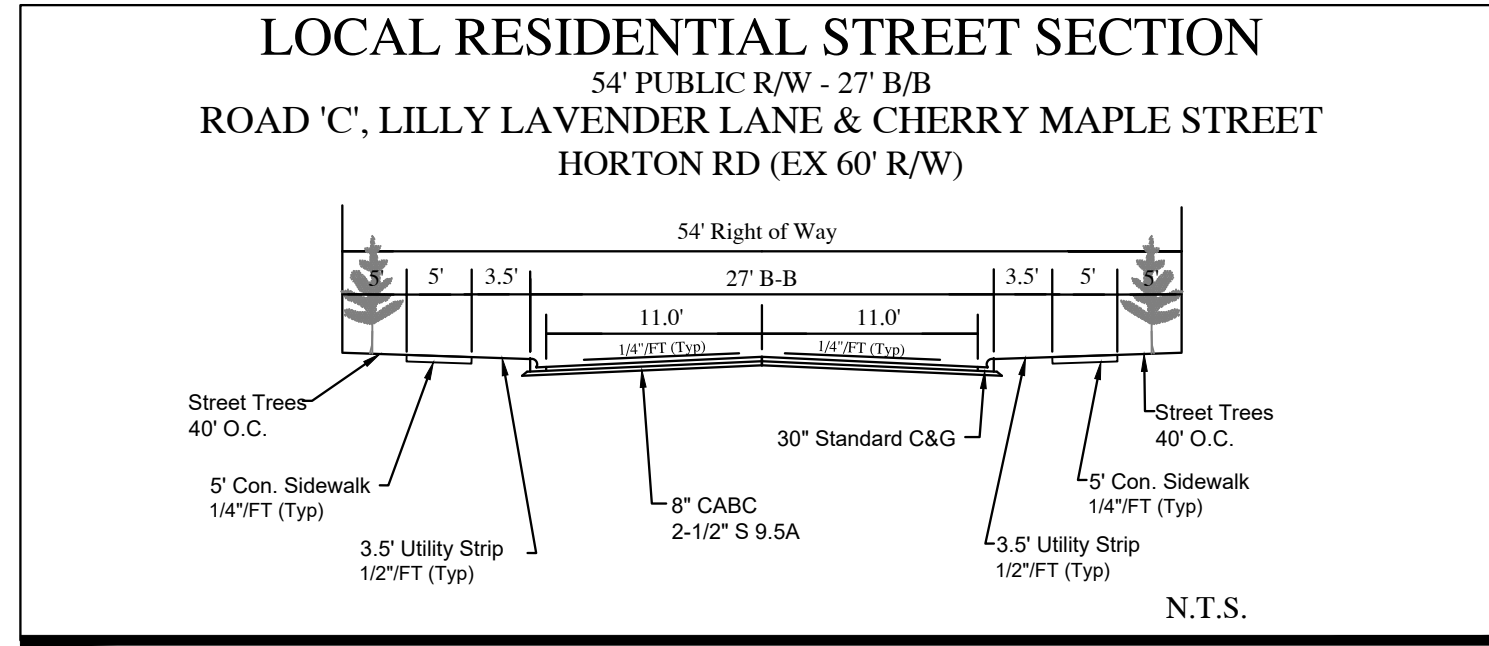 LOCAL RESIDENTIAL STREET SECTION
54' PUBLIC R/W - 27' B/B
ROAD 'C', LILLY LAVENDER LANE & CHERRY MAPLE STREET
HORTON RD (EX 60' R/W)
54' Right of Way
5' 5' 3.5' 27' B-B 3.5' 5' 5'
11.0' 11.0'
1/4"/FT (Typ) 1/4"/FT (Typ)
Street Trees
40' O.C.
5' Con. Sidewalk
1/4"/FT (Typ)
3.5' Utility Strip
1/2"/FT (Typ)
8" CABC
2-1/2" S 9.5A
30" Standard C&G
Street Trees
40' O.C.
5' Con. Sidewalk
1/4"/FT (Typ)
3.5' Utility Strip
1/2"/FT (Typ)
N.T.S.